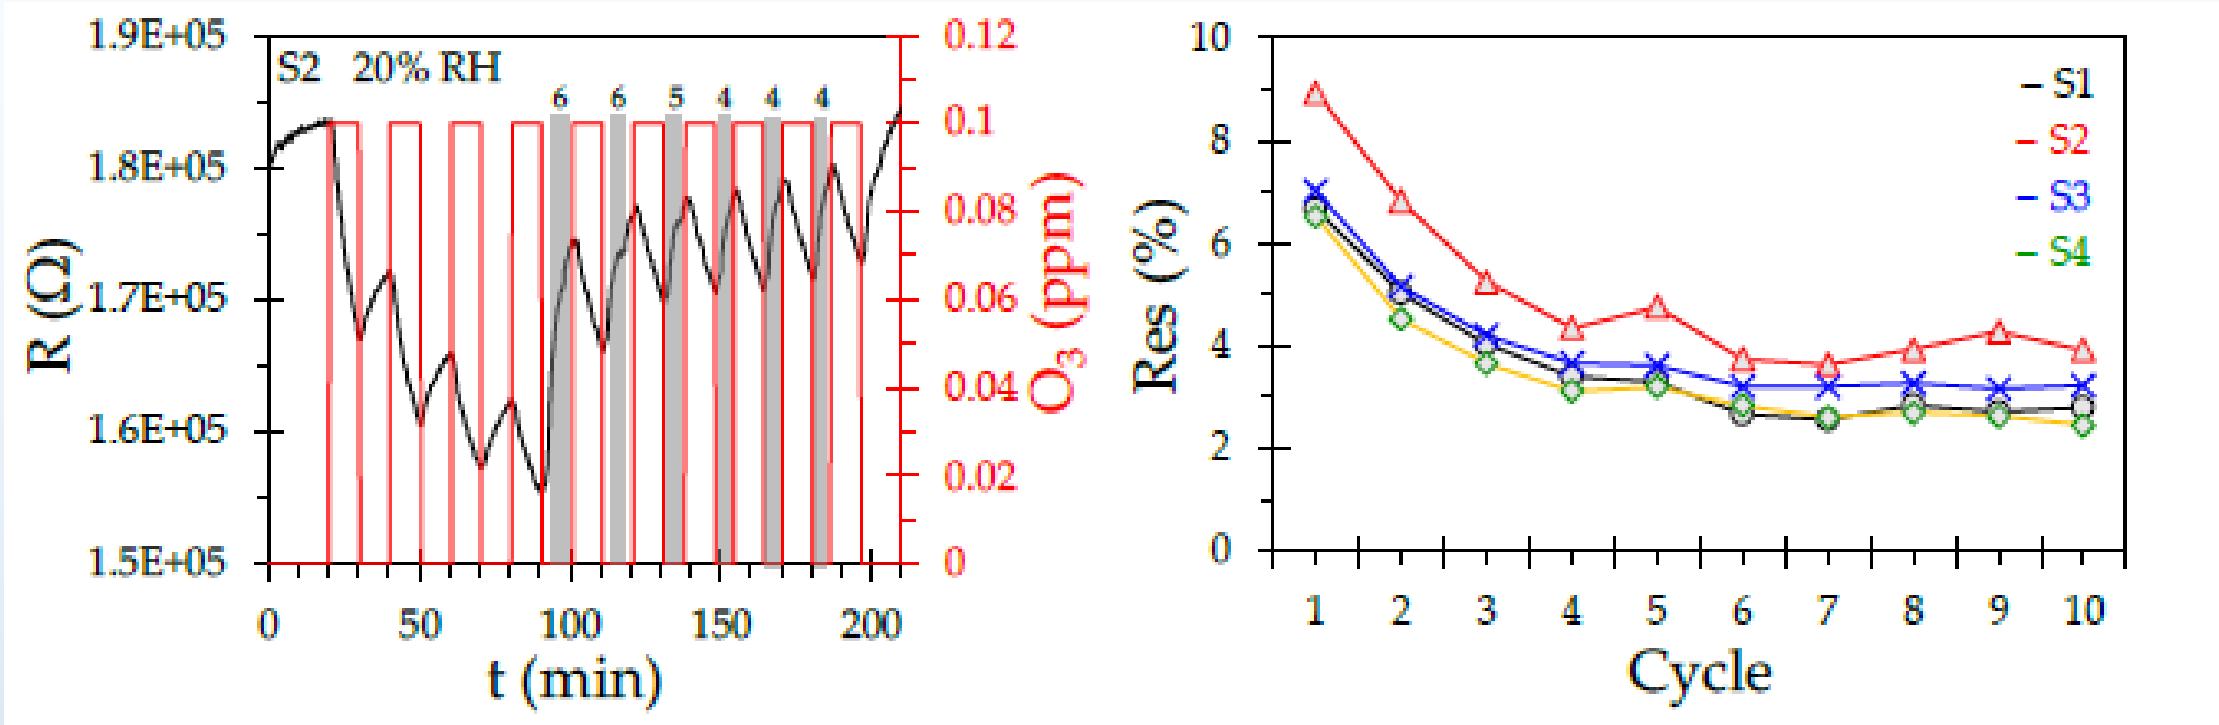 1.9E+05
1.8E+05
1.7E+05
1.6E+05
1.5E+05
R (Ω)
S2 20% RH
6 6 5 4 4 4
0 50 100 150 200
t (min)
0.12
0.1
0.08
0.06
0.04
0.02
0
O₃ (ppm)
10
8
6
4
2
0
Res (%)
– S1
– S2
– S3
– S4
1 2 3 4 5 6 7 8 9 10
Cycle